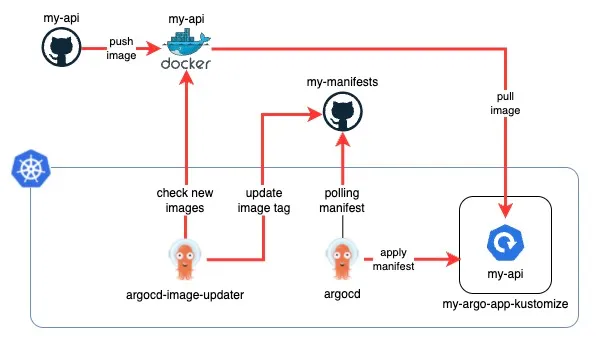 my-api
my-api
push
image
docker
my-manifests
pull
image
check new
images
update
image tag
polling
manifest
apply
manifest
my-api
argocd-image-updater
argocd
my-argo-app-kustomize